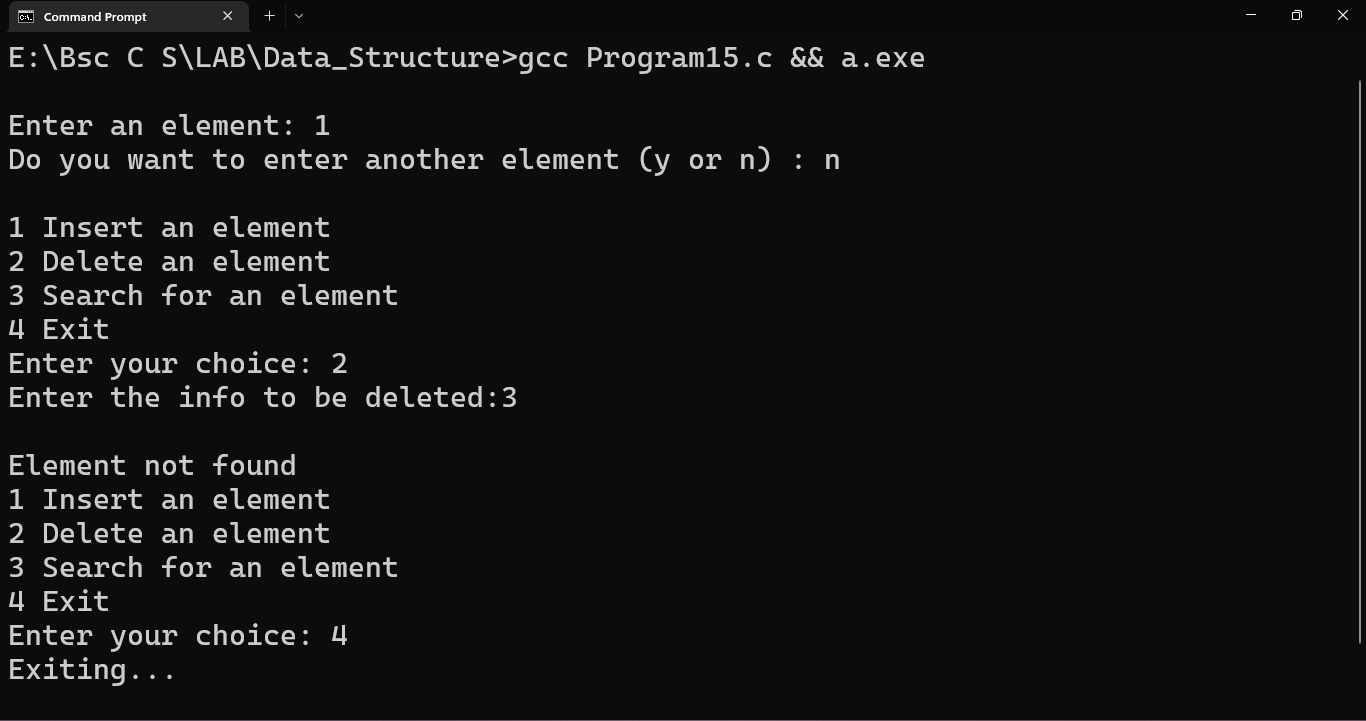 Command Prompt
E:\Bsc C S\LAB\Data_Structure>gcc Program15.c && a.exe
Enter an element: 1
Do you want to enter another element (y or n) : n
1 Insert an element
2 Delete an element
3 Search for an element
4 Exit
Enter your choice: 2
Enter the info to be deleted:3
Element not found
1 Insert an element
2 Delete an element
3 Search for an element
4 Exit
Enter your choice: 4
Exiting...